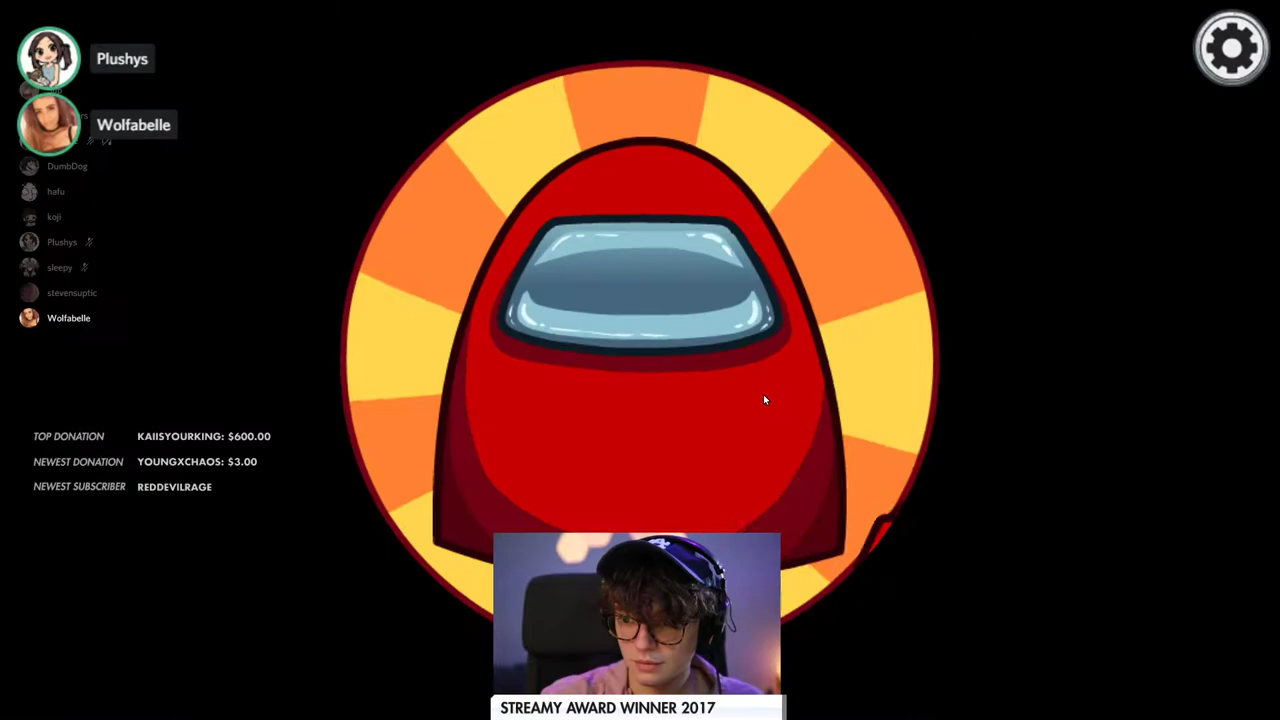 Plushys
Wolfabelle
DumbDog
hafu
koji
Plushys
sleepy
stevensuptic
Wolfabelle
TOP DONATION KAIISYOURKING: $600.00
NEWEST DONATION YOUNGXCHAOS: $3.00
NEWEST SUBSCRIBER REDDEVILRAGE
STREAMY AWARD WINNER 2017